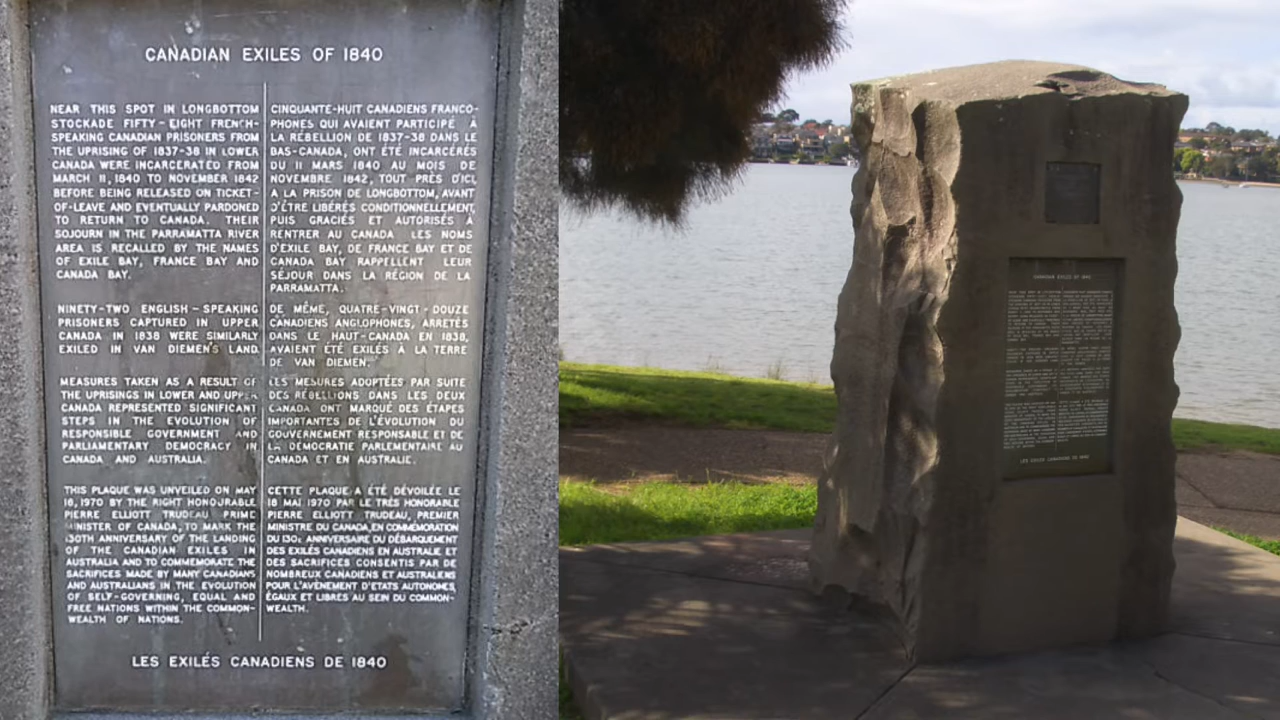 CANADIAN EXILES OF 1840
NEAR THIS SPOT IN LONGBOTTOM
STOCKADE FIFTY-EIGHT FRENCH-
SPEAKING CANADIAN PRISONERS FROM
THE UPRISING OF 1837-38 IN LOWER
CANADA WERE INCARCERATED FROM
MARCH 11, 1840 TO NOVEMBER 1842
BEFORE BEING RELEASED ON TICKET-
OF-LEAVE AND EVENTUALLY PARDONED
TO RETURN TO CANADA. THEIR
SOJOURN IN THE PARRAMATTA RIVER
AREA IS RECALLED BY THE NAMES
OF EXILE BAY, FRANCE BAY AND
CANADA BAY.
NINETY-TWO ENGLISH-SPEAKING
PRISONERS CAPTURED IN UPPER
CANADA IN 1838 WERE SIMILARLY
EXILED IN VAN DIEMEN'S LAND.
MEASURES TAKEN AS A RESULT OF
THE UPRISINGS IN LOWER AND UPPER
CANADA REPRESENTED SIGNIFICANT
STEPS IN THE EVOLUTION OF
RESPONSIBLE GOVERNMENT AND
PARLIAMENTARY DEMOCRACY IN
CANADA AND AUSTRALIA.
THIS PLAQUE WAS UNVEILED ON MAY
18, 1970 BY THE RIGHT HONOURABLE
PIERRE ELLIOTT TRUDEAU PRIME
MINISTER OF CANADA, TO MARK THE
130TH ANNIVERSARY OF THE LANDING
OF THE CANADIAN EXILES IN
AUSTRALIA AND TO COMMEMORATE THE
SACRIFICES MADE BY MANY CANADIANS
AND AUSTRALIANS IN THE EVOLUTION
OF SELF-GOVERNING, EQUAL AND
FREE NATIONS WITHIN THE COMMON-
WEALTH OF NATIONS.
CINQUANTE-HUIT CANADIENS FRANCO-
PHONES QUI AVAIENT PARTICIPÉ À
LA RÉBELLION DE 1837-38 DANS LE
BAS-CANADA, ONT ÉTÉ INCARCÉRÉS
DU 11 MARS 1840 AU MOIS DE
NOVEMBRE 1842, TOUT PRÈS D'ICI,
A LA PRISON DE LONGBOTTOM, AVANT
D'ÊTRE LIBÉRÉS CONDITIONNELLEMENT,
PUIS GRACIÉS ET AUTORISÉS À
RENTRER AU CANADA LES NOMS
D'EXILE BAY, DE FRANCE BAY ET DE
CANADA BAY RAPPELLENT LEUR
SÉJOUR DANS LA RÉGION DE LA
PARRAMATTA.
DE MÊME, QUATRE-VINGT-DOUZE
CANADIENS ANGLOPHONES, ARRETÉS
DANS LE HAUT-CANADA EN 1838,
AVAIENT ÉTÉ EXILÉS À LA TERRE
DE VAN DIEMEN.
LES MESURES ADOPTÉES PAR SUITE
DES RÉBELLIONS DANS LES DEUX
CANADA ONT MARQUÉ DES ÉTAPES
IMPORTANTES DE L'ÉVOLUTION DU
GOUVERNEMENT RESPONSABLE ET DE
LA DÉMOCRATIE PARLEMENTAIRE AU
CANADA ET EN AUSTRALIE.
CETTE PLAQUE A ÉTÉ DÉVOILÉE LE
18 MAI 1970 PAR LE TRÈS HONORABLE
PIERRE ELLIOTT TRUDEAU, PREMIER
MINISTRE DU CANADA, EN COMMÉMORATION
DU 130E ANNIVERSAIRE DU DÉBARQUEMENT
DES EXILÉS CANADIENS EN AUSTRALIE ET
DES SACRIFICES CONSENTIS PAR DE
NOMBREUX CANADIENS ET AUSTRALIENS
POUR L'AVÈNEMENT D'ETATS AUTONOMES,
ÉGAUX ET LIBRES AU SEIN DU COMMON-
WEALTH.
LES EXILÉS CANADIENS DE 1840
CANADIAN EXILES OF 1840
LES EXILÉS CANADIENS DE 1840